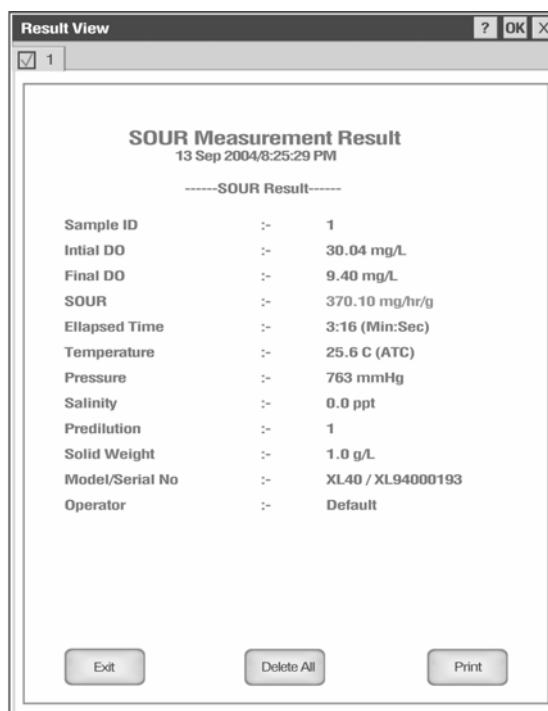 Result View ? OK X
1
SOUR Measurement Result
13 Sep 2004/8:25:29 PM
------SOUR Result------
Sample ID :- 1
Intial DO :- 30.04 mg/L
Final DO :- 9.40 mg/L
SOUR :- 370.10 mg/hr/g
Ellapsed Time :- 3:16 (Min:Sec)
Temperature :- 25.6 C (ATC)
Pressure :- 763 mmHg
Salinity :- 0.0 ppt
Predilution :- 1
Solid Weight :- 1.0 g/L
Model/Serial No :- XL40 / XL94000193
Operator :- Default
Exit Delete All Print